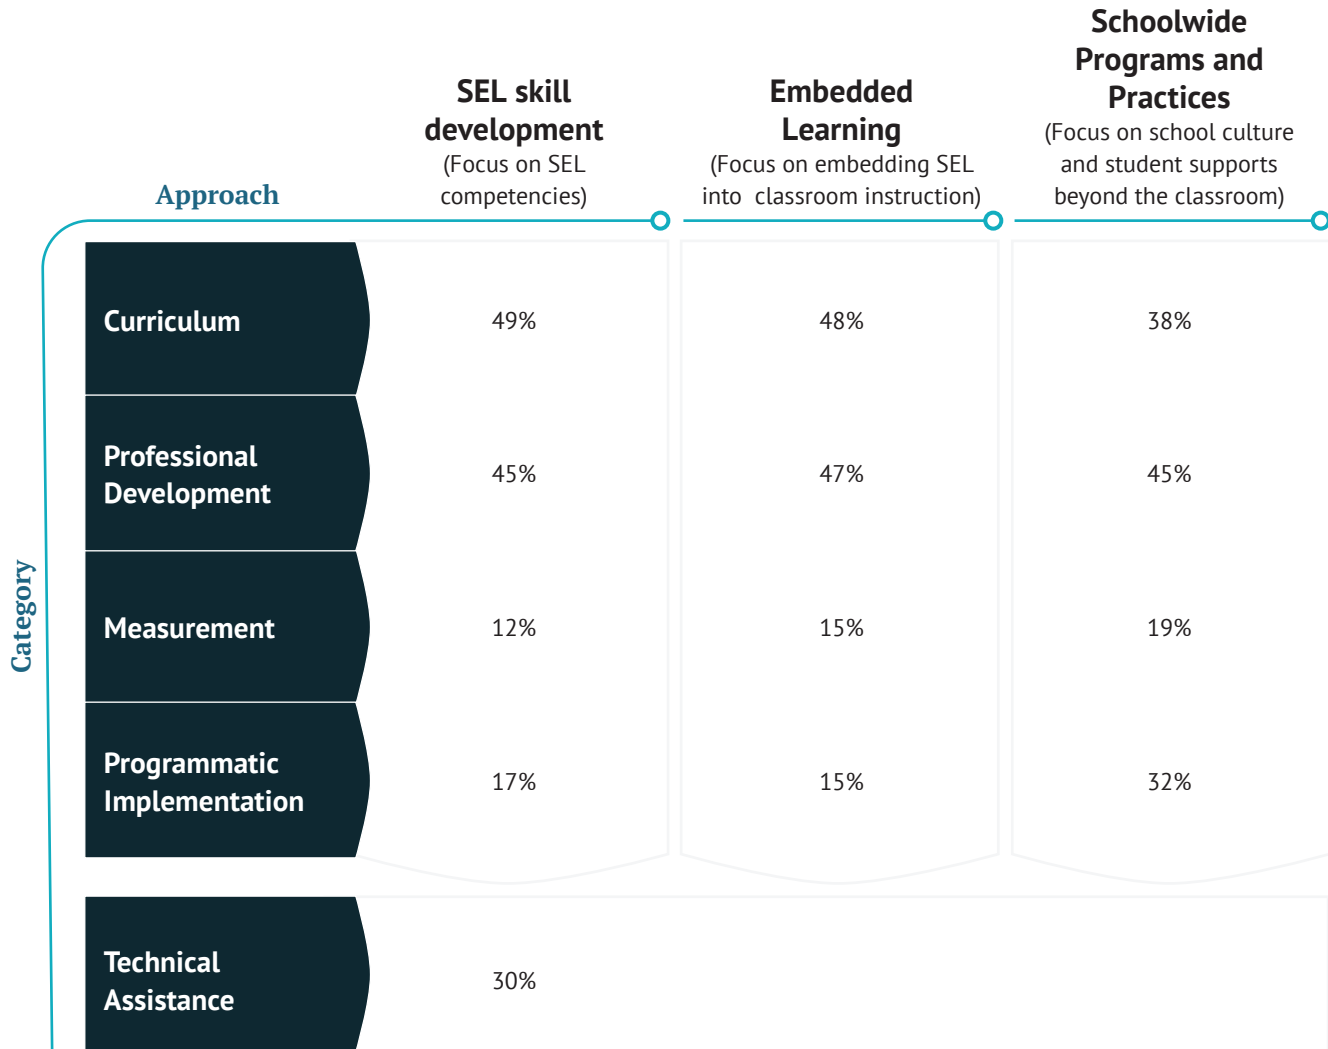 Approach
SEL skill
development
(Focus on SEL
competencies)
Embedded
Learning
(Focus on embedding SEL
into classroom instruction)
Schoolwide
Programs and
Practices
(Focus on school culture
and student supports
beyond the classroom)
Category
Curriculum
49%
48%
38%
Professional
Development
45%
47%
45%
Measurement
12%
15%
19%
Programmatic
Implementation
17%
15%
32%
Technical
Assistance
30%